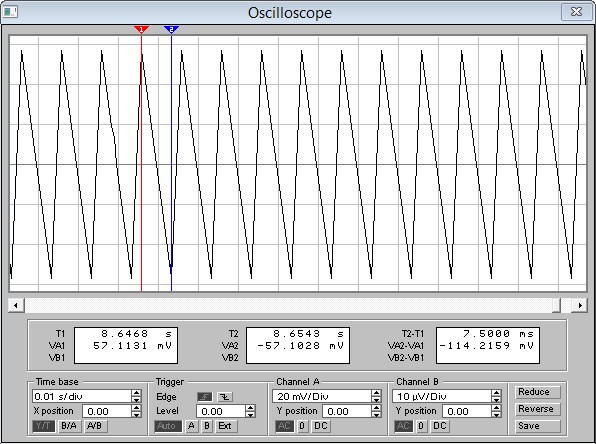 Oscilloscope
1 2
T1 8.6468 s T2 8.6543 s T2-T1 7.5000 ms
VA1 57.1131 mV VA2 -57.1028 mV VA2-VA1 -114.2159 mV
VB1 VB2 VB2-VB1
Time base Trigger Channel A Channel B
0.01 s/div Edge 20 mV/Div 10 µV/Div Reduce
X position 0.00 Level 0.00 Y position 0.00 Y position 0.00 Reverse
Y/T B/A A/B Auto A B Ext AC 0 DC AC 0 DC Save